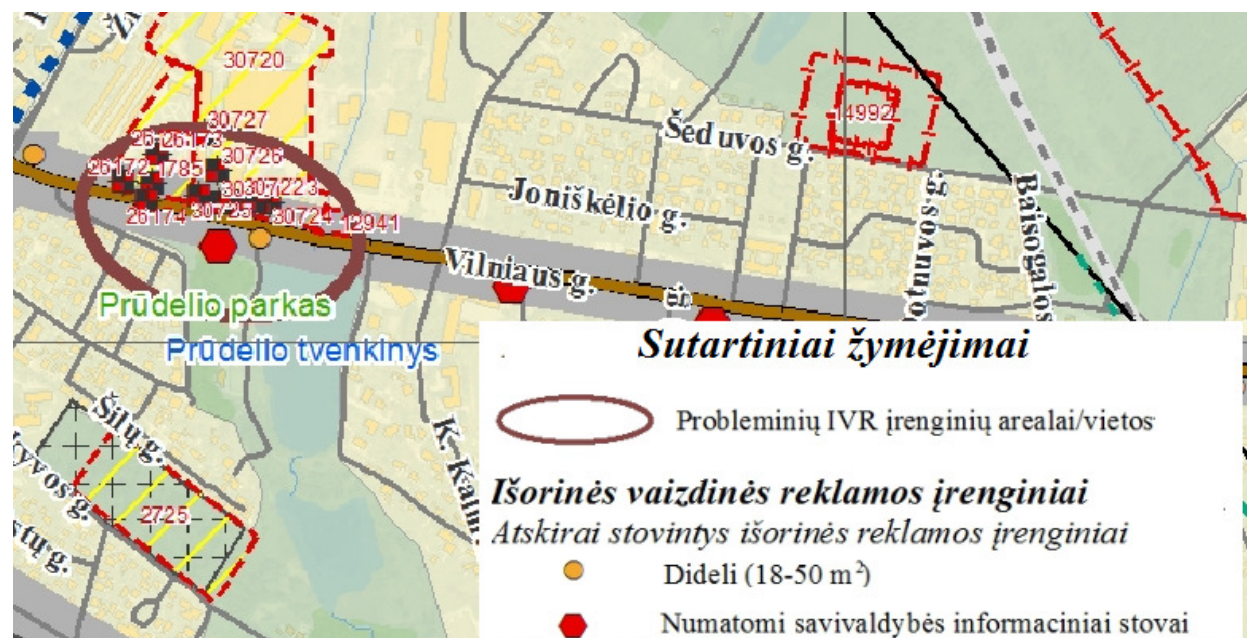 30720
30727
26173
26172
1785
30726
26174
30725
30724
12941
14992
Šeduvos g.
Joniškėlio g.
Vilniaus g.
g.
Baisogalos
Prūdelio parkas
Prūdelio tvenkinys
Šilų g.
2725
Sutartiniai žymėjimai
Probleminių IVR įrenginių arealai/vietos
Išorinės vaizdinės reklamos įrenginiai
Atskirai stovintys išorinės reklamos įrenginiai
Dideli (18-50 m²)
Numatomi savivaldybės informaciniai stovai